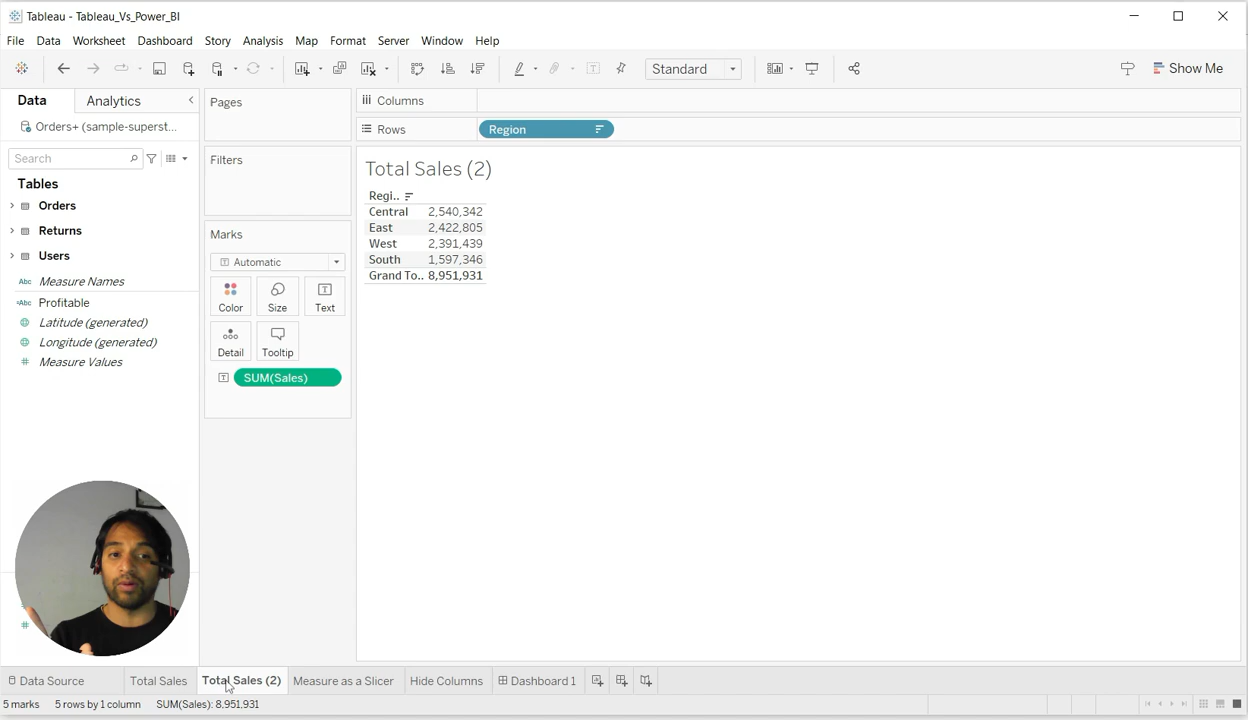 Tableau - Tableau_Vs_Power_BI
File Data Worksheet Dashboard Story Analysis Map Format Server Window Help
Standard
Show Me
Data Analytics
Orders+ (sample-superst...
Search
Tables
Orders
Returns
Users
Abc Measure Names
=Abc Profitable
Latitude (generated)
Longitude (generated)
# Measure Values
#
Pages
Filters
Marks
T Automatic
Color Size Text
Detail Tooltip
T SUM(Sales)
iii Columns
Rows Region
Total Sales (2)
Regi..
Central 2,540,342
East 2,422,805
West 2,391,439
South 1,597,346
Grand To.. 8,951,931
Data Source Total Sales Total Sales (2) Measure as a Slicer Hide Columns Dashboard 1
5 marks 5 rows by 1 column SUM(Sales): 8,951,931